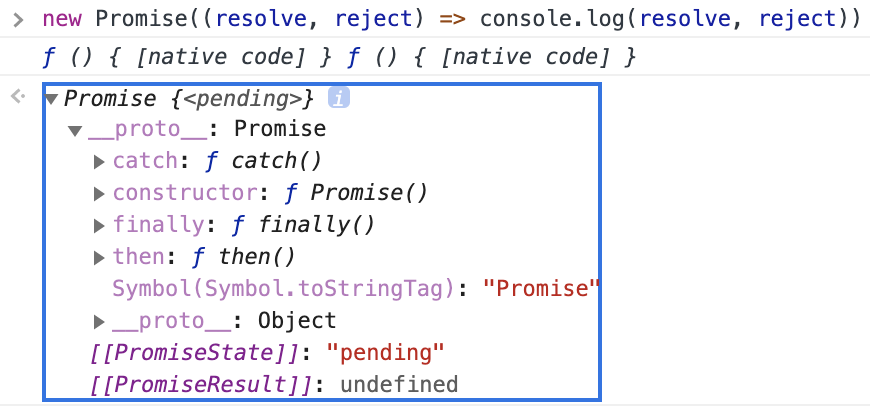 > new Promise((resolve, reject) => console.log(resolve, reject))
ƒ () { [native code] } ƒ () { [native code] }
Promise {<pending>} i
__proto__: Promise
catch: ƒ catch()
constructor: ƒ Promise()
finally: ƒ finally()
then: ƒ then()
Symbol(Symbol.toStringTag): "Promise"
__proto__: Object
[[PromiseState]]: "pending"
[[PromiseResult]]: undefined